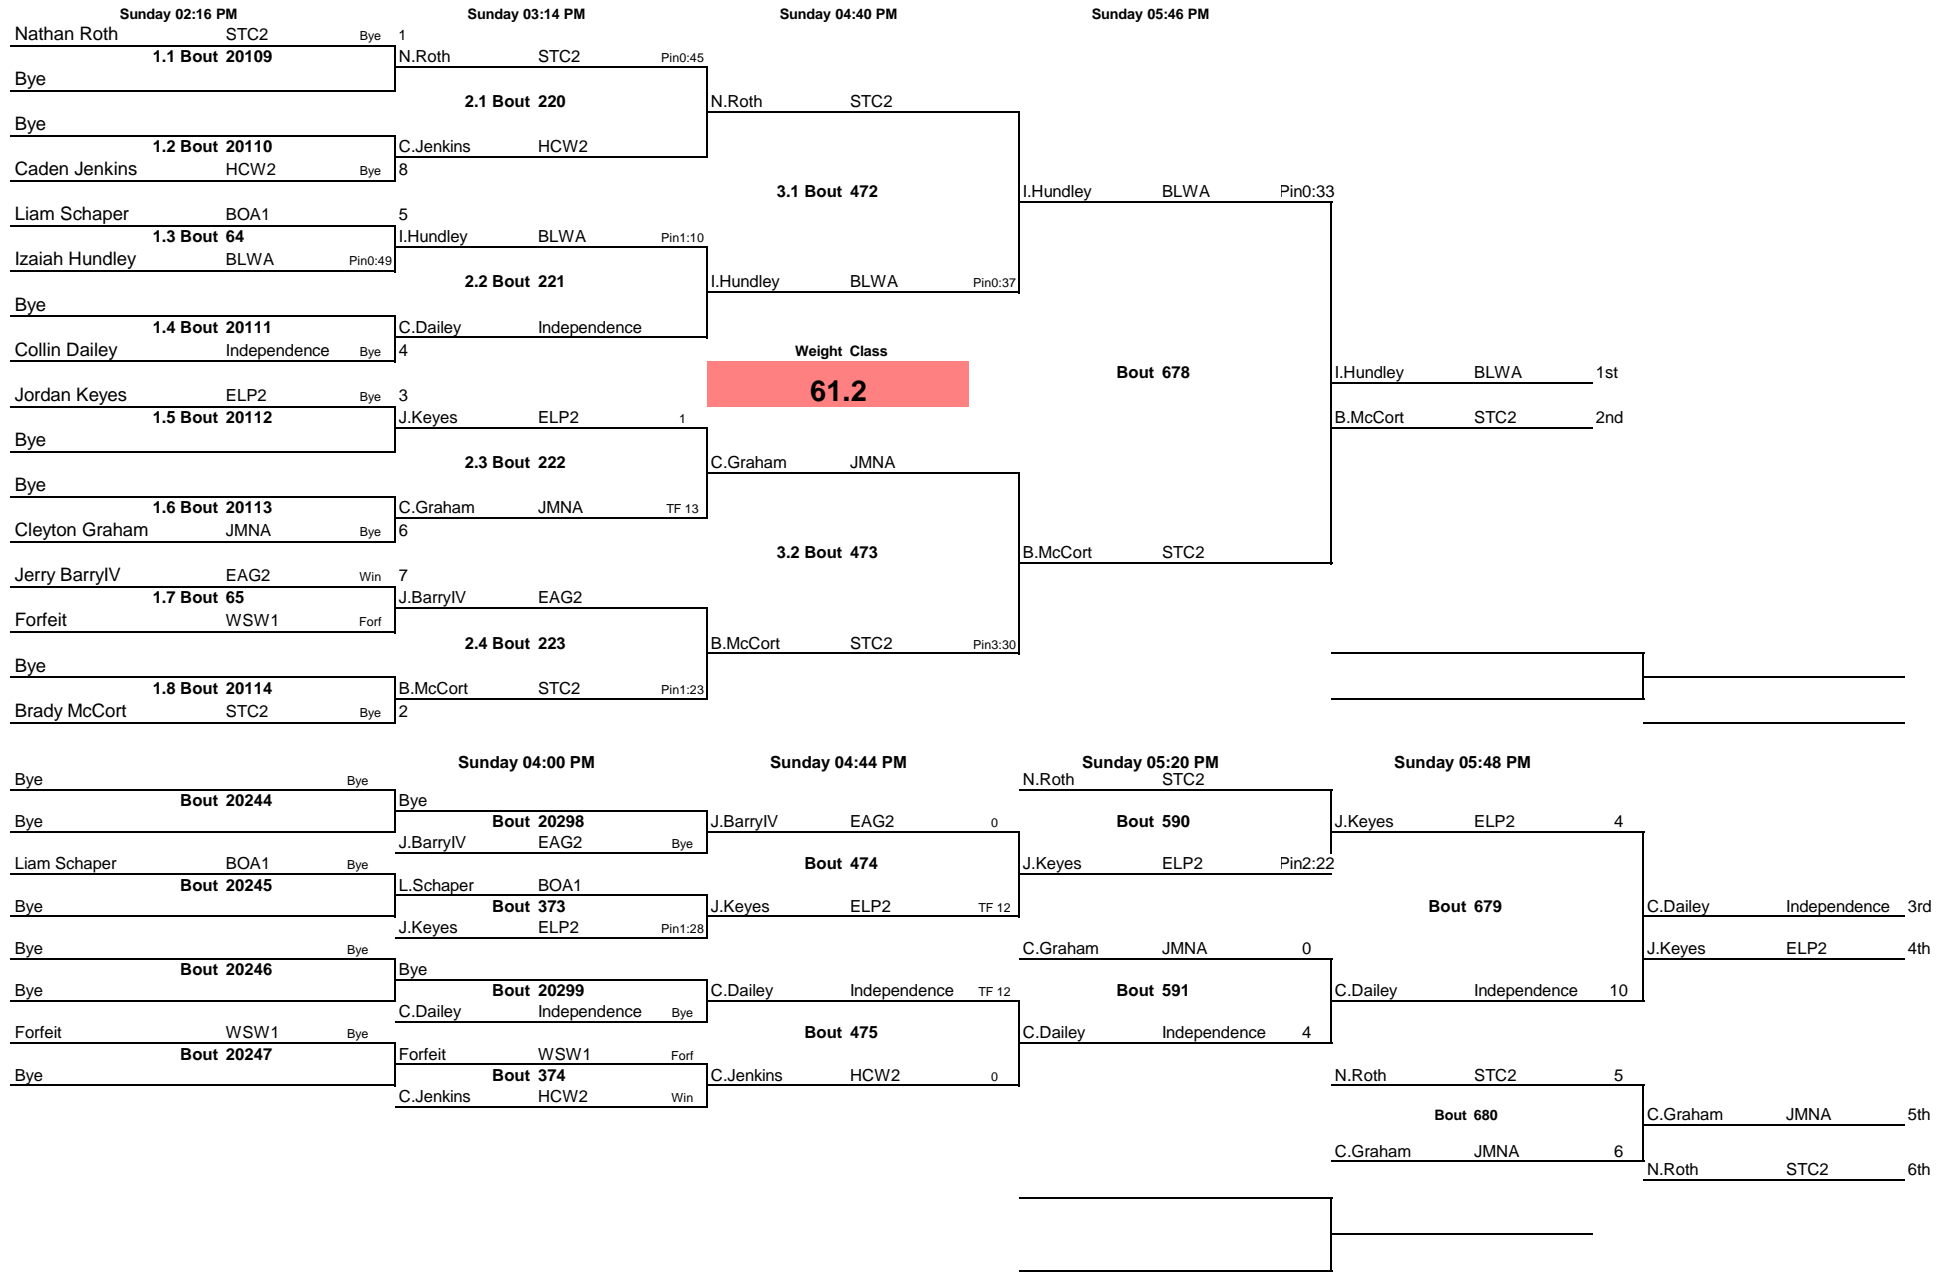 Sunday 02:16 PM Sunday 03:14 PM Sunday 04:40 PM Sunday 05:46 PM
Nathan Roth STC2 Bye 1
1.1 Bout 20109 N.Roth STC2 Pin0:45
Bye
2.1 Bout 220 N.Roth STC2
Bye
1.2 Bout 20110 C.Jenkins HCW2
Caden Jenkins HCW2 Bye 8
3.1 Bout 472 I.Hundley BLWA Pin0:33
Liam Schaper BOA1 5
1.3 Bout 64 I.Hundley BLWA Pin1:10
Izaiah Hundley BLWA Pin0:49
2.2 Bout 221 I.Hundley BLWA Pin0:37
Bye
1.4 Bout 20111 C.Dailey Independence
Collin Dailey Independence Bye 4 Weight Class
Bout 678 I.Hundley BLWA 1st
Jordan Keyes ELP2 Bye 3 61.2
1.5 Bout 20112 J.Keyes ELP2 1 B.McCort STC2 2nd
Bye
2.3 Bout 222 C.Graham JMNA
Bye
1.6 Bout 20113 C.Graham JMNA TF 13
Cleyton Graham JMNA Bye 6
3.2 Bout 473 B.McCort STC2
Jerry BarryIV EAG2 Win 7
1.7 Bout 65 J.BarryIV EAG2
Forfeit WSW1 Forf
2.4 Bout 223 B.McCort STC2 Pin3:30
Bye
1.8 Bout 20114 B.McCort STC2 Pin1:23
Brady McCort STC2 Bye 2
Sunday 04:00 PM Sunday 04:44 PM Sunday 05:20 PM Sunday 05:48 PM
Bye Bye N.Roth STC2
Bout 20244 Bye
Bye Bout 20298 J.BarryIV EAG2 0 Bout 590 J.Keyes ELP2 4
J.BarryIV EAG2 Bye
Liam Schaper BOA1 Bye Bout 474 J.Keyes ELP2 Pin2:22
Bout 20245 L.Schaper BOA1
Bye Bout 373 J.Keyes ELP2 TF 12 Bout 679 C.Dailey Independence 3rd
J.Keyes ELP2 Pin1:28
Bye Bye C.Graham JMNA 0 J.Keyes ELP2 4th
Bout 20246 Bye
Bye Bout 20299 C.Dailey Independence TF 12 Bout 591 C.Dailey Independence 10
C.Dailey Independence Bye
Forfeit WSW1 Bye Bout 475 C.Dailey Independence 4
Bout 20247 Forfeit WSW1 Forf
Bye Bout 374 C.Jenkins HCW2 0 N.Roth STC2 5
C.Jenkins HCW2 Win
Bout 680 C.Graham JMNA 5th
C.Graham JMNA 6
N.Roth STC2 6th